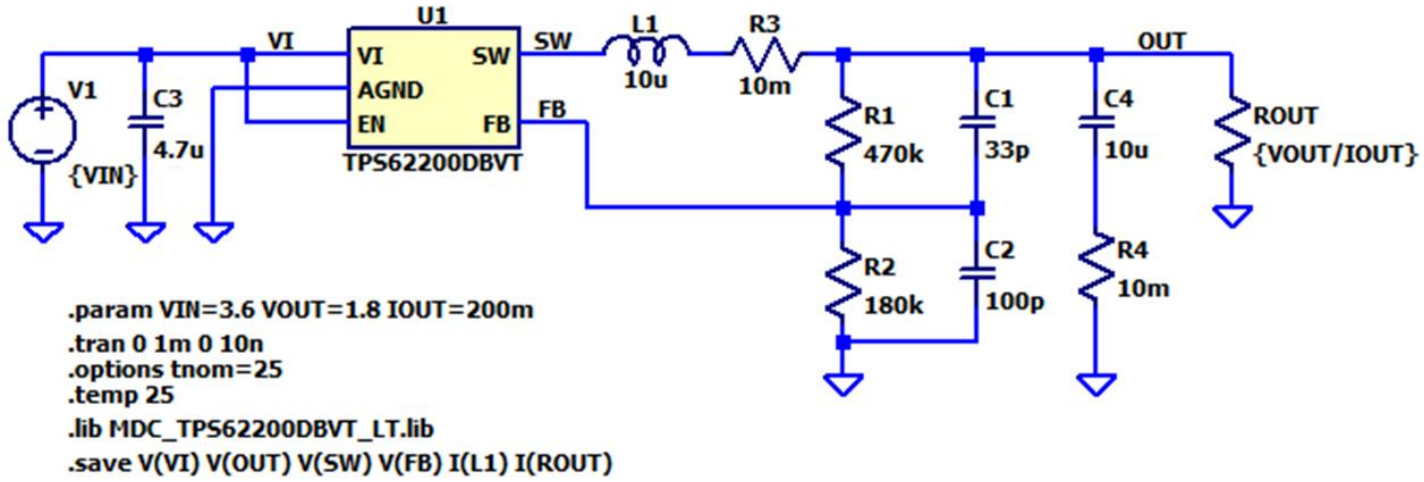 U1
L1
R3
VI
SW
OUT
VI
SW
10u
10m
V1
C3
AGND
FB
R1
C1
C4
ROUT
EN
FB
4.7u
TPS62200DBVT
470k
33p
10u
{VOUT/IOUT}
{VIN}
R2
C2
R4
180k
100p
10m
.param VIN=3.6 VOUT=1.8 IOUT=200m
.tran 0 1m 0 10n
.options tnom=25
.temp 25
.lib MDC_TPS62200DBVT_LT.lib
.save V(VI) V(OUT) V(SW) V(FB) I(L1) I(ROUT)